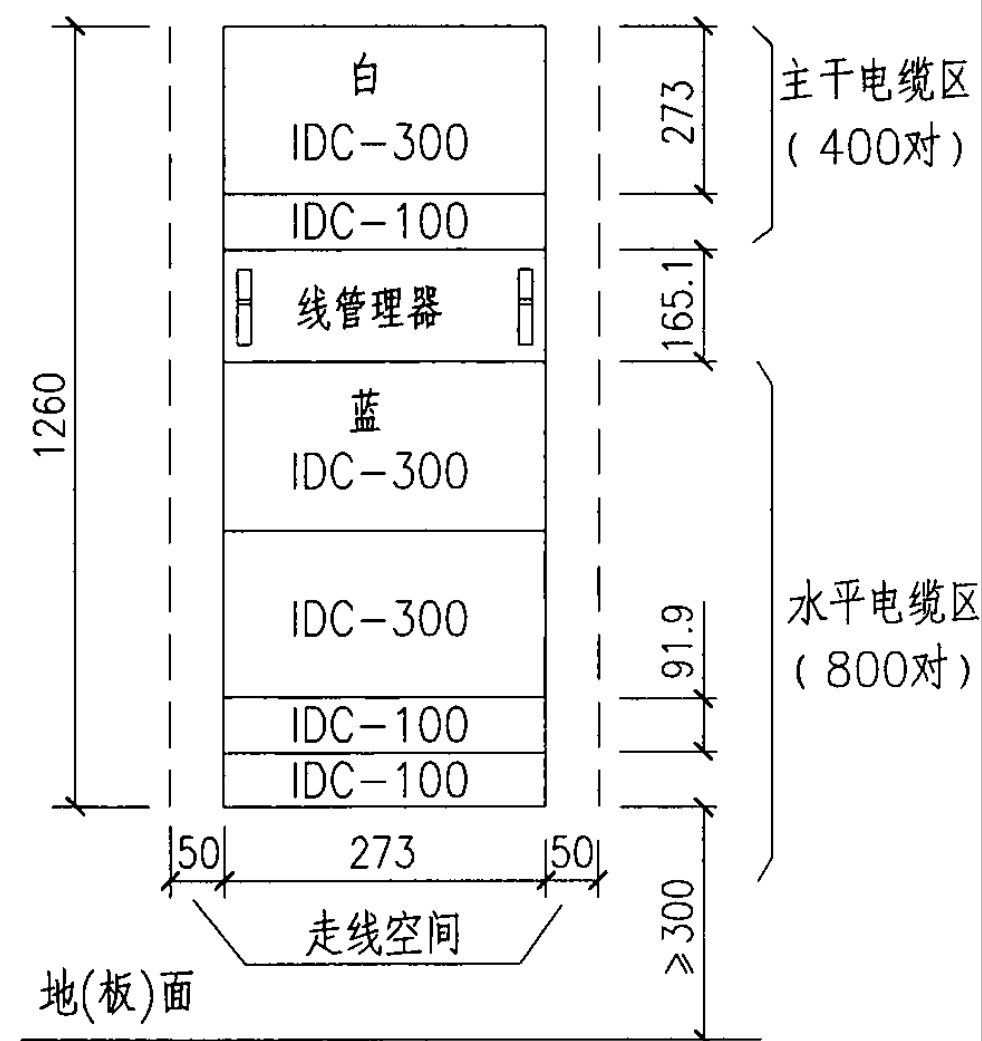 白
IDC-300
IDC-100
线管理器
蓝
IDC-300
IDC-300
IDC-100
IDC-100
1260
273
165.1
91.9
≥300
主干电缆区
(400对)
水平电缆区
(800对)
50
273
50
走线空间
地(板)面